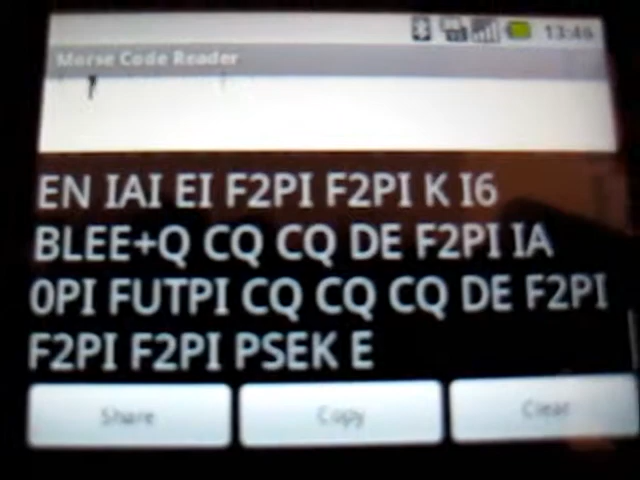 13:46
Morse Code Reader
EN IAI EI F2PI F2PI K I6
BLEE+Q CQ CQ DE F2PI IA
0PI FUTPI CQ CQ CQ DE F2PI
F2PI F2PI PSEK E
Share Copy Clear